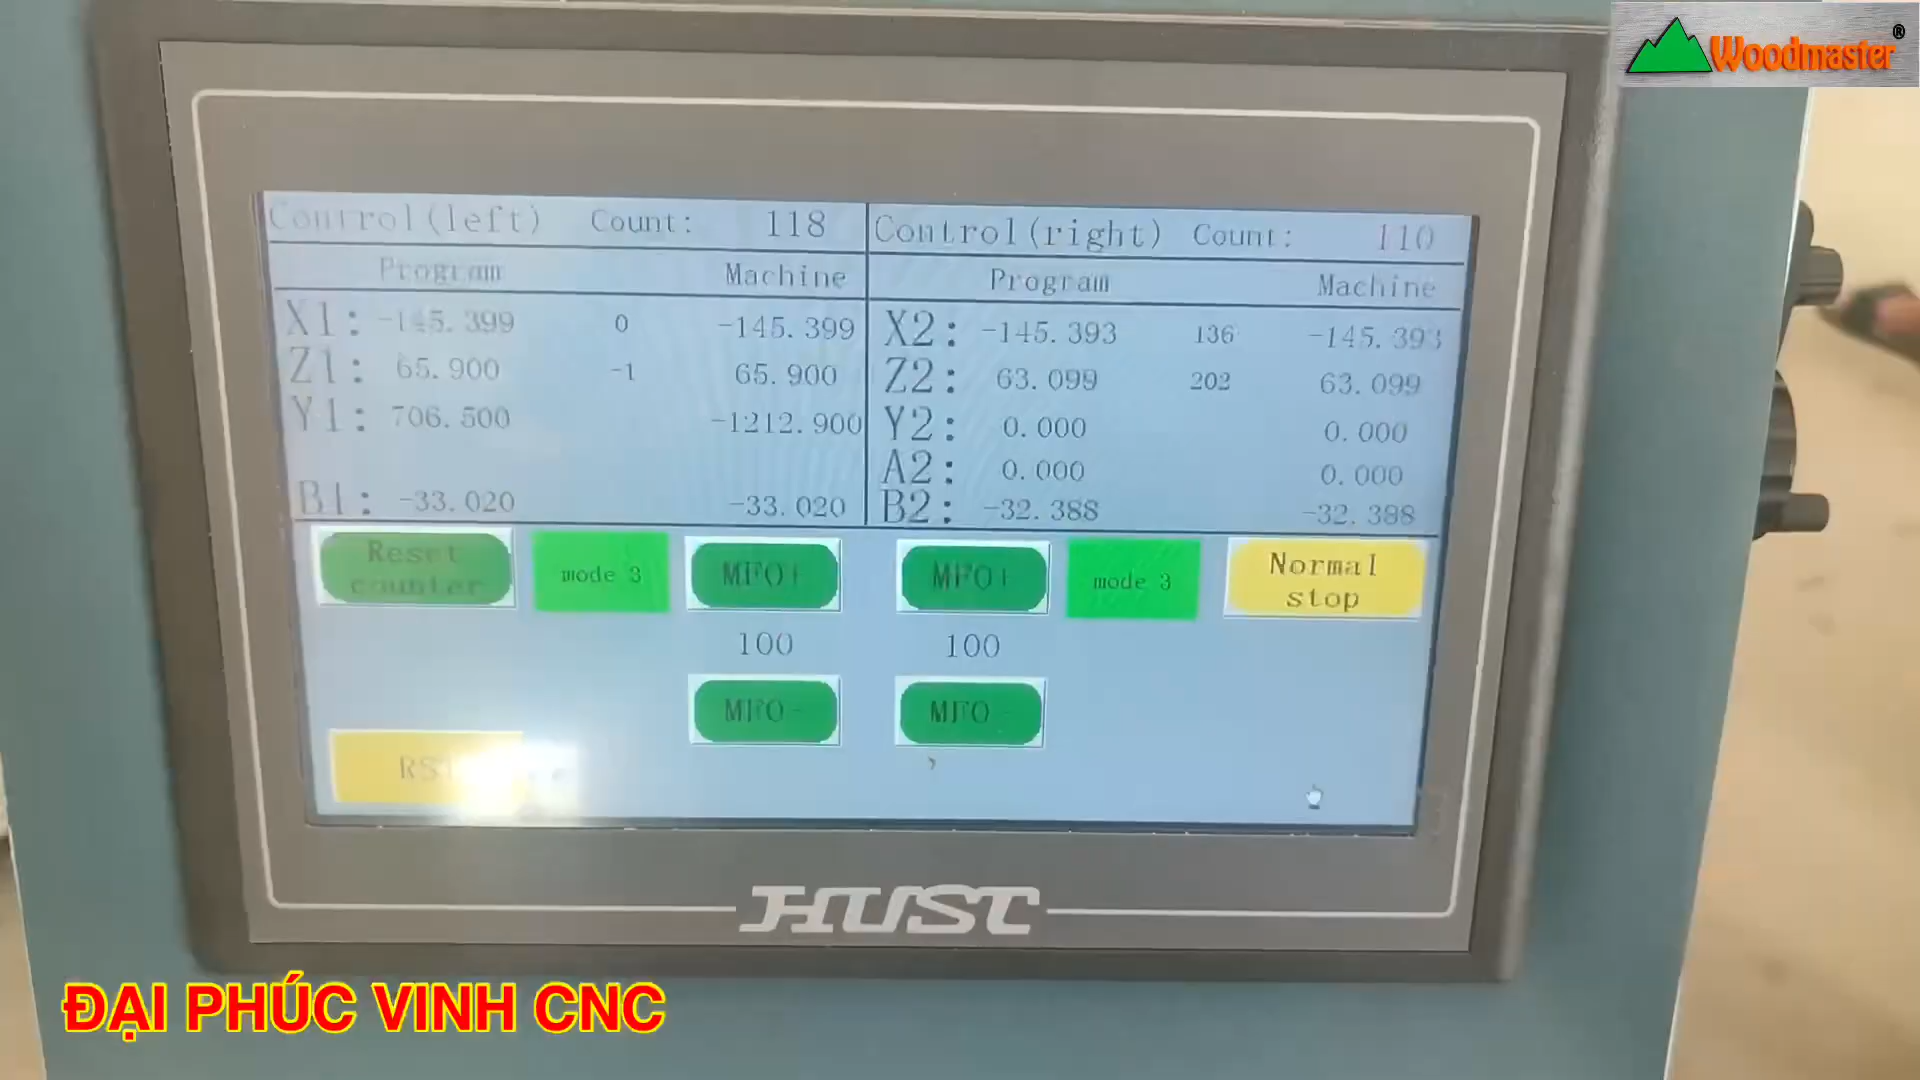 Woodmaster®
Control(left) Count: 118
Program Machine
X1: -145.399 0 -145.399
Z1: 65.900 -1 65.900
Y1: 706.500 -1212.900
B1: -33.020 -33.020
Control(right) Count: 110
Program Machine
X2: -145.393 136 -145.393
Z2: 63.099 202 63.099
Y2: 0.000 0.000
A2: 0.000 0.000
B2: -32.388 -32.388
Reset counter
mode 3
MFO+
MFO+
mode 3
Normal stop
100
100
MFO-
MFO
HUST
ĐẠI PHÚC VINH CNC